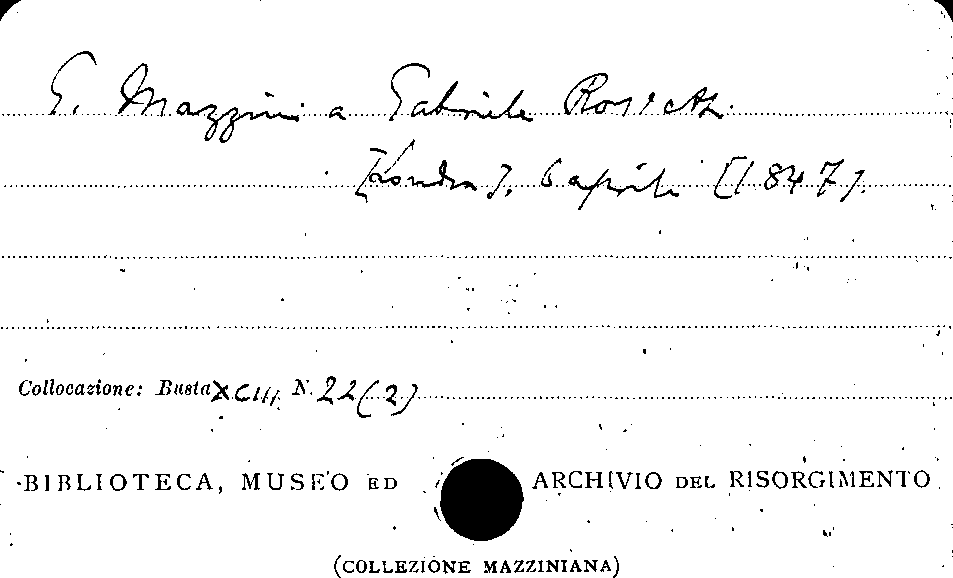 G. Mazzini a Gabriele Rossetti.
[Londra], 6 aprile [1847].
Collocazione: Busta XCIII N. 22(2)
BIBLIOTECA, MUSEO ED ARCHIVIO DEL RISORGIMENTO
(COLLEZIONE MAZZINIANA)